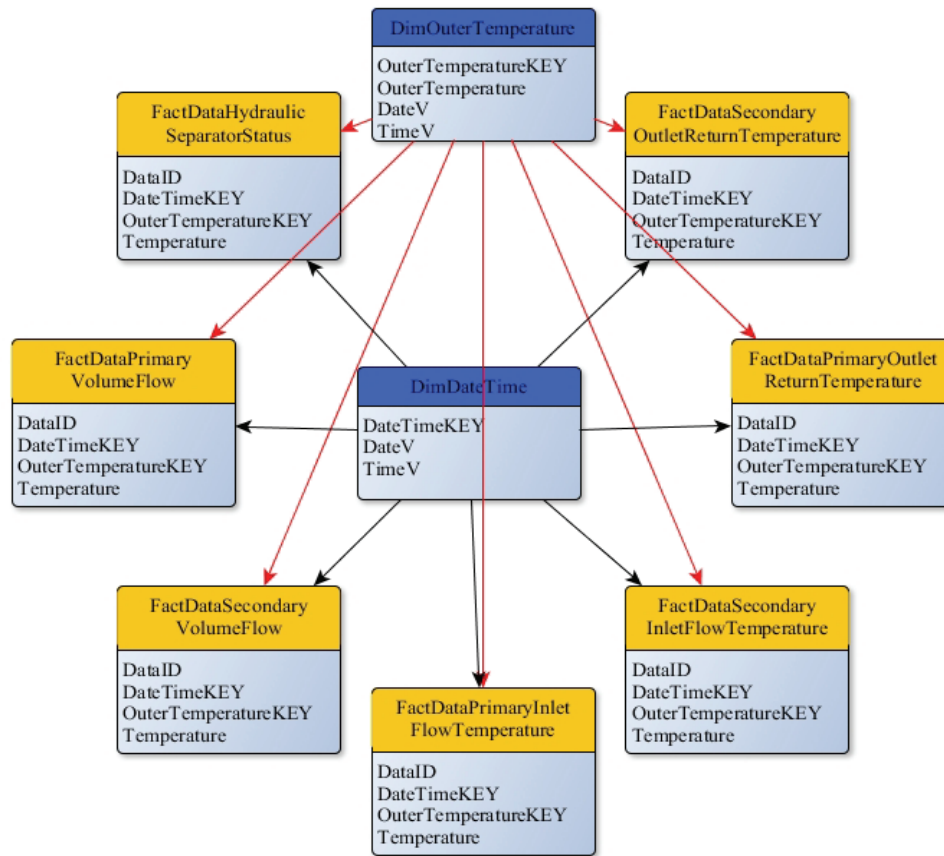 DimOuterTemperature
OuterTemperatureKEY
OuterTemperature
DateV
TimeV
FactDataHydraulic
SeparatorStatus
DataID
DateTimeKEY
OuterTemperatureKEY
Temperature
FactDataSecondary
OutletReturnTemperature
DataID
DateTimeKEY
OuterTemperatureKEY
Temperature
FactDataPrimary
VolumeFlow
DataID
DateTimeKEY
OuterTemperatureKEY
Temperature
DimDateTime
DateTimeKEY
DateV
TimeV
FactDataPrimaryOutlet
ReturnTemperature
DataID
DateTimeKEY
OuterTemperatureKEY
Temperature
FactDataSecondary
VolumeFlow
DataID
DateTimeKEY
OuterTemperatureKEY
Temperature
FactDataPrimaryInlet
FlowTemperature
DataID
DateTimeKEY
OuterTemperatureKEY
Temperature
FactDataSecondary
InletFlowTemperature
DataID
DateTimeKEY
OuterTemperatureKEY
Temperature